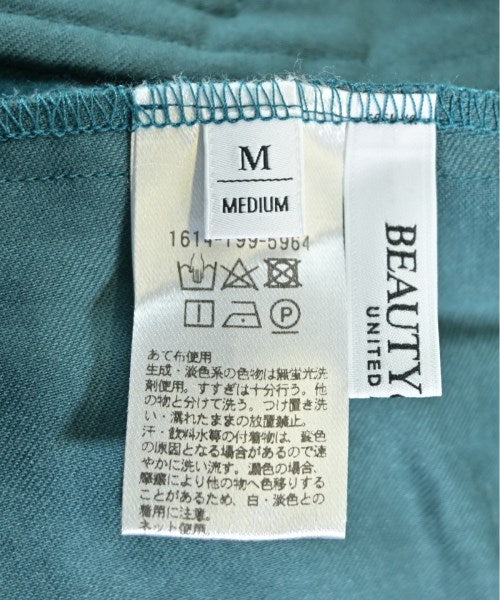 M
MEDIUM
1614-199-5964
P
あて布使用
生成・淡色系の色物は無蛍光洗
剤使用。すすぎは十分行う。他
の物と分けて洗う。つけ置き洗
い・濡れたままの放置禁止。
汗・飲料水等の付着物は、変色
の原因となる場合があるので速
やかに洗い流す。濃色の場合、
摩擦により他の物へ色移りする
ことがあるため、白・淡色との
着用に注意。
ネット使用
BEAUTY
UNITED